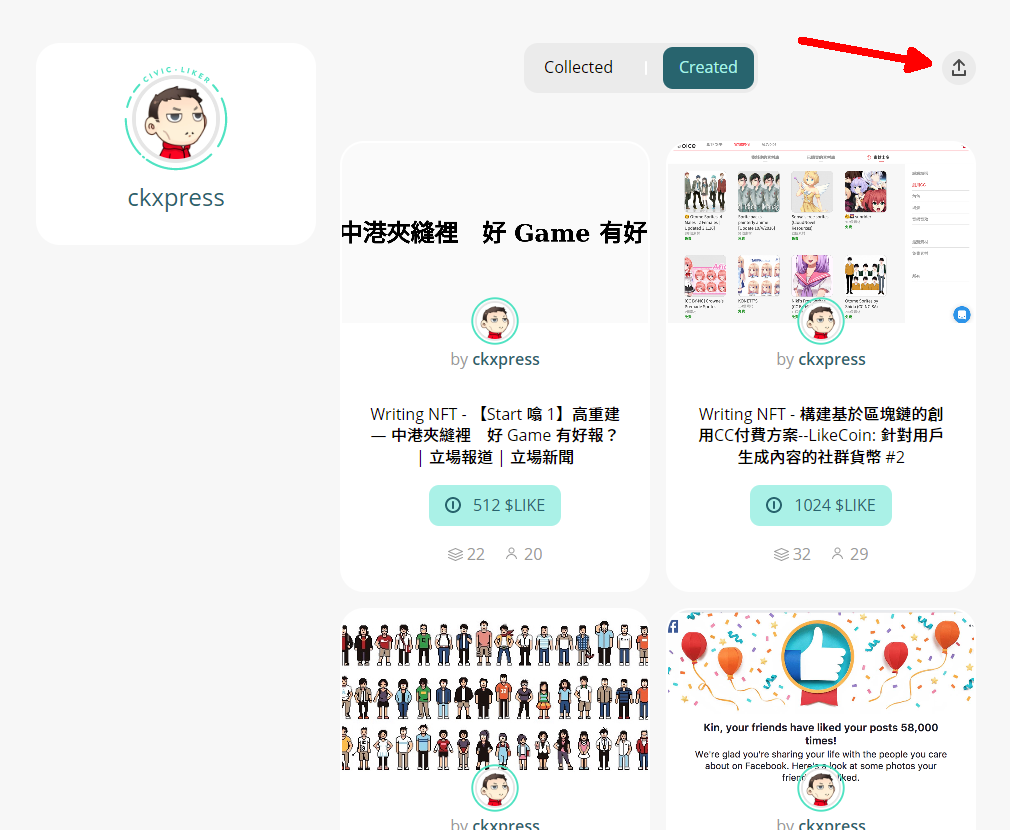 CIVIC · LIKER
ckxpress
Collected
Created
中港夾縫裡　好 Game 有好
by ckxpress
Writing NFT - 【Start 噏 1】高重建
— 中港夾縫裡　好 Game 有好報？
｜立場報道｜立場新聞
512 $LIKE
22
20
by ckxpress
Writing NFT - 構建基於區塊鏈的創
用CC付費方案--LikeCoin: 針對用戶
生成內容的社群貨幣 #2
1024 $LIKE
32
29
by ckxpress
Kin, your friends have liked your posts 58,000
times!
We're glad you're sharing your life with the people you care
about on Facebook. Here's a look at some photos your
liked.
by ckxpress